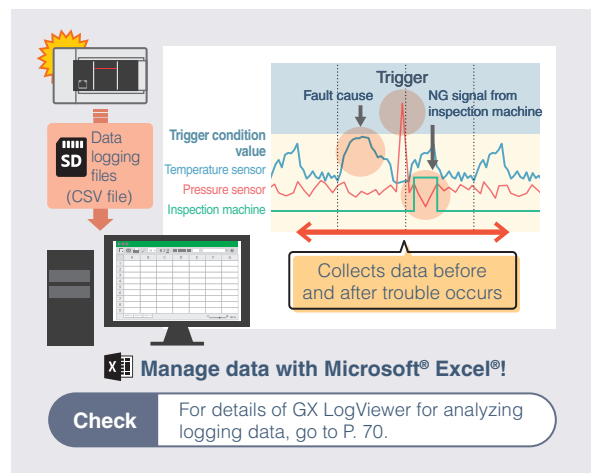 Trigger
Fault cause
NG signal from
inspection machine
SD
Data
logging
files
(CSV file)
Trigger condition
value
Temperature sensor
Pressure sensor
Inspection machine
Collects data before
and after trouble occurs
X Manage data with Microsoft® Excel®!
Check
For details of GX LogViewer for analyzing
logging data, go to P. 70.